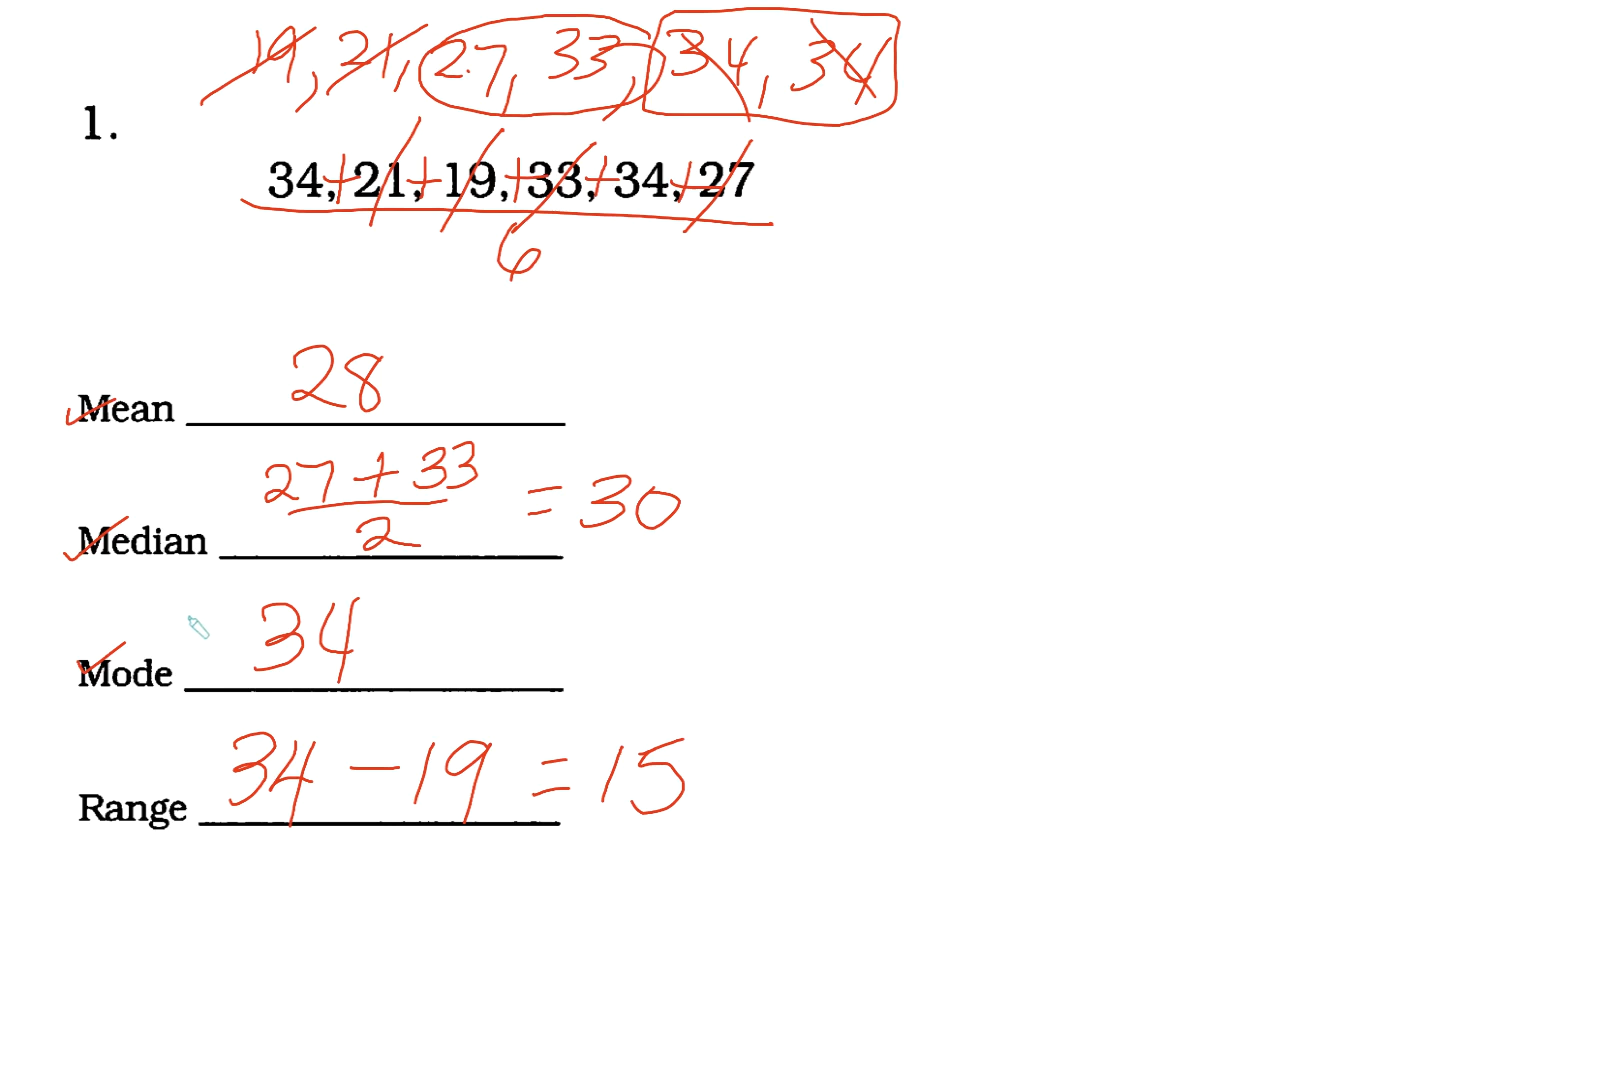 19, 21, 27, 33, 34, 34
1.
34,+21,+19,+33,+34,+27
6
Mean 28
27 + 33
2
= 30
Median
Mode 34
Range 34 - 19 = 15